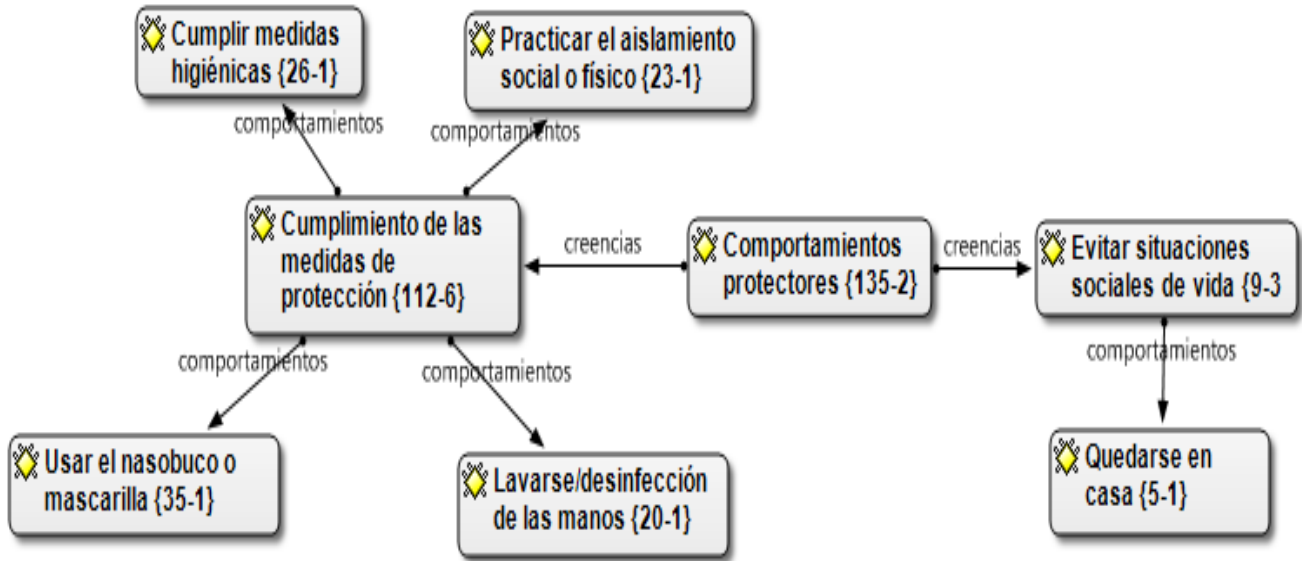 Cumplir medidas
higiénicas {26-1}
Practicar el aislamiento
social o físico {23-1}
comportamientos
comportamientos
Cumplimiento de las
medidas de
protección {112-6}
creencias
Comportamientos
protectores {135-2}
creencias
Evitar situaciones
sociales de vida {9-3
comportamientos
comportamientos
comportamientos
Usar el nasobuco o
mascarilla {35-1}
Lavarse/desinfección
de las manos {20-1}
Quedarse en
casa {5-1}